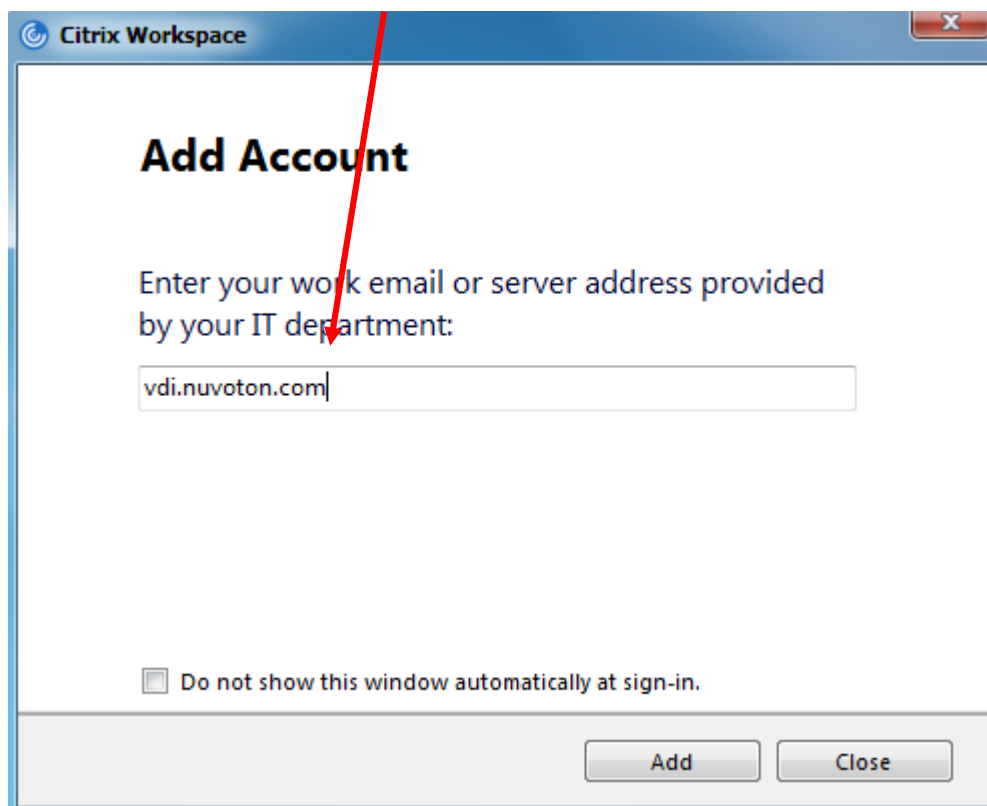 Citrix Workspace
Add Account
Enter your work email or server address provided
by your IT department:
vdi.nuvoton.com
Do not show this window automatically at sign-in.
Add
Close